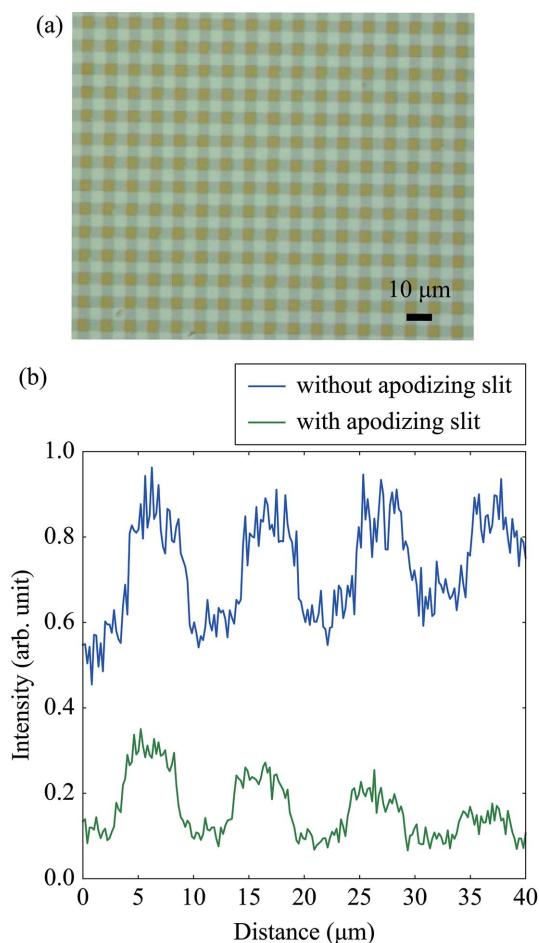 (a)
10 μm
(b)
without apodizing slit
with apodizing slit
1.0
0.8
0.6
0.4
0.2
0.0
Intensity (arb. unit)
0 5 10 15 20 25 30 35 40
Distance (μm)